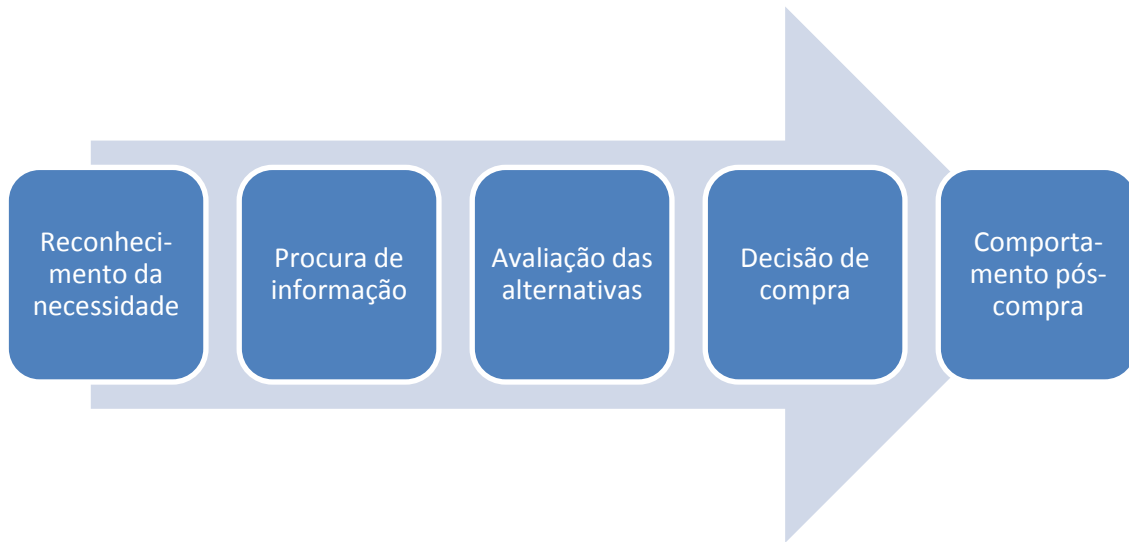 Reconheci-
mento da
necessidade
Procura de
informação
Avaliação das
alternativas
Decisão de
compra
Comporta-
mento pós-
compra